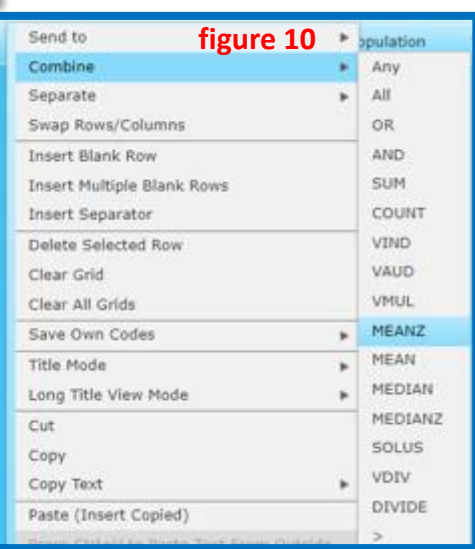 figure 10
Send to
Combine
Separate
Swap Rows/Columns
Insert Blank Row
Insert Multiple Blank Rows
Insert Separator
Delete Selected Row
Clear Grid
Clear All Grids
Save Own Codes
Title Mode
Long Title View Mode
Cut
Copy
Copy Text
Paste (Insert Copied)
opulation
Any
All
OR
AND
SUM
COUNT
VIND
VAUD
VMUL
MEANZ
MEAN
MEDIAN
MEDIANZ
SOLUS
VDIV
DIVIDE
>